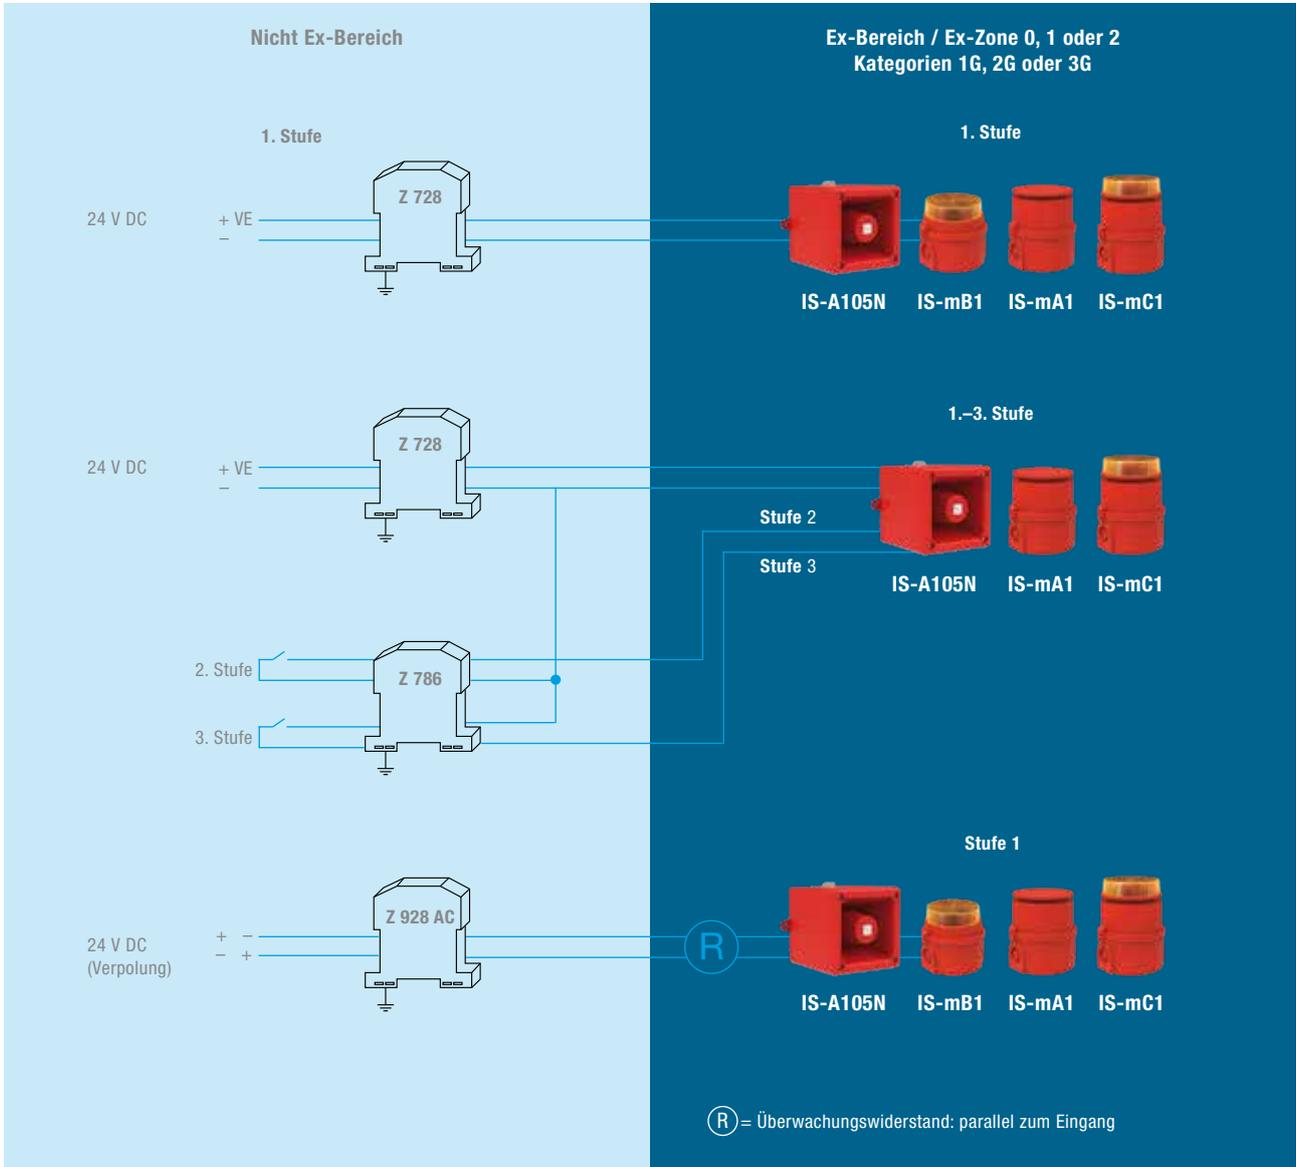 Nicht Ex-Bereich
Ex-Bereich / Ex-Zone 0, 1 oder 2
Kategorien 1G, 2G oder 3G
1. Stufe
1. Stufe
Z 728
24 V DC
+ VE
–
IS-A105N
IS-mB1
IS-mA1
IS-mC1
1.–3. Stufe
Z 728
24 V DC
+ VE
–
Stufe 2
Stufe 3
IS-A105N
IS-mA1
IS-mC1
2. Stufe
Z 786
3. Stufe
Stufe 1
Z 928 AC
24 V DC
(Verpolung)
+ –
– +
R
IS-A105N
IS-mB1
IS-mA1
IS-mC1
R = Überwachungswiderstand: parallel zum Eingang